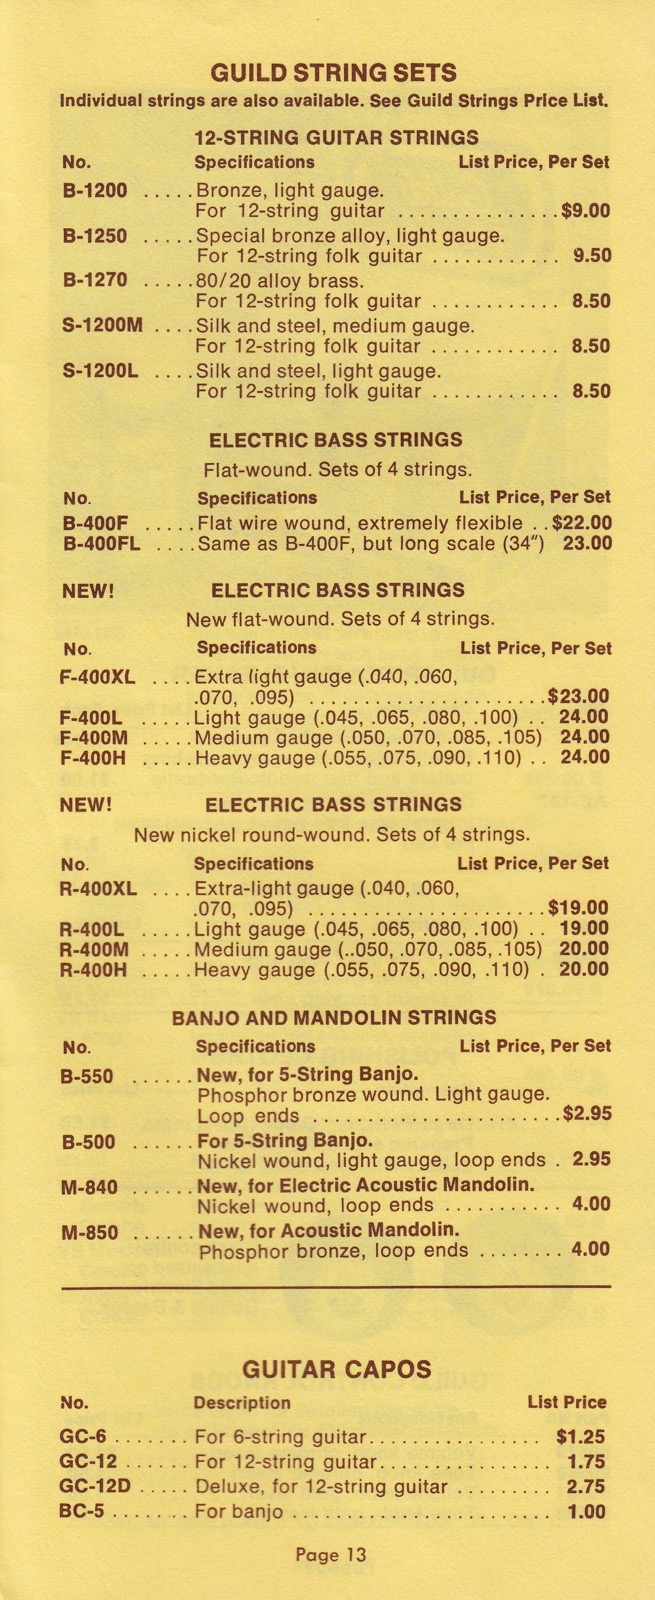 GUILD STRING SETS
Individual strings are also available. See Guild Strings Price List.
12-STRING GUITAR STRINGS
No. Specifications List Price, Per Set
B-1200 .....Bronze, light gauge.
For 12-string guitar ...............$9.00
B-1250 .....Special bronze alloy, light gauge.
For 12-string folk guitar ............ 9.50
B-1270 .....80/20 alloy brass.
For 12-string folk guitar ............ 8.50
S-1200M ....Silk and steel, medium gauge.
For 12-string folk guitar ............ 8.50
S-1200L ....Silk and steel, light gauge.
For 12-string folk guitar ............ 8.50
ELECTRIC BASS STRINGS
Flat-wound. Sets of 4 strings.
No. Specifications List Price, Per Set
B-400F .....Flat wire wound, extremely flexible ..$22.00
B-400FL ....Same as B-400F, but long scale (34") 23.00
NEW! ELECTRIC BASS STRINGS
New flat-wound. Sets of 4 strings.
No. Specifications List Price, Per Set
F-400XL ....Extra light gauge (.040, .060,
.070, .095) ......................$23.00
F-400L .....Light gauge (.045, .065, .080, .100) .. 24.00
F-400M .....Medium gauge (.050, .070, .085, .105) 24.00
F-400H .....Heavy gauge (.055, .075, .090, .110) .. 24.00
NEW! ELECTRIC BASS STRINGS
New nickel round-wound. Sets of 4 strings.
No. Specifications List Price, Per Set
R-400XL ....Extra-light gauge (.040, .060,
.070, .095) ......................$19.00
R-400L .....Light gauge (.045, .065, .080, .100) .. 19.00
R-400M .....Medium gauge (..050, .070, .085, .105) 20.00
R-400H .....Heavy gauge (.055, .075, .090, .110) . 20.00
BANJO AND MANDOLIN STRINGS
No. Specifications List Price, Per Set
B-550 ......New, for 5-String Banjo.
Phosphor bronze wound. Light gauge.
Loop ends ........................$2.95
B-500 ......For 5-String Banjo.
Nickel wound, light gauge, loop ends . 2.95
M-840 ......New, for Electric Acoustic Mandolin.
Nickel wound, loop ends ........... 4.00
M-850 ......New, for Acoustic Mandolin.
Phosphor bronze, loop ends ........ 4.00
GUITAR CAPOS
No. Description List Price
GC-6 .......For 6-string guitar.................. $1.25
GC-12 ......For 12-string guitar................. 1.75
GC-12D .....Deluxe, for 12-string guitar ......... 2.75
BC-5 ........For banjo ......................... 1.00
Page 13